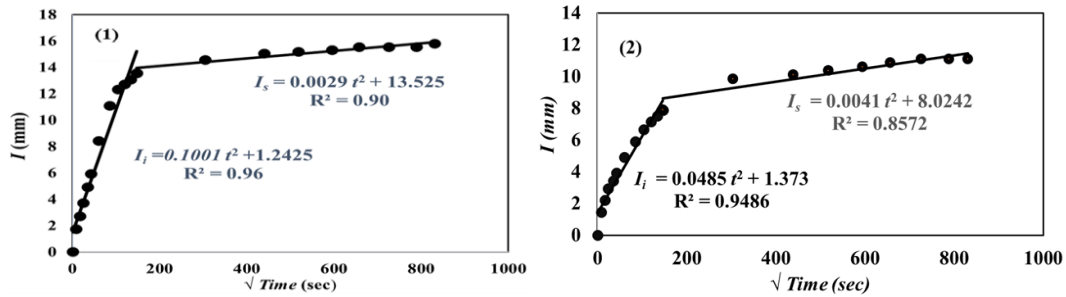 (1)
18
16
14
12
10
8
6
4
2
0
I (mm)
Is = 0.0029 t² + 13.525
R² = 0.90
Ii =0.1001 t² +1.2425
R² = 0.96
0 200 400 600 800 1000
√ Time (sec)
(2)
14
12
10
8
6
4
2
0
I (mm)
Is = 0.0041 t² + 8.0242
R² = 0.8572
Ii = 0.0485 t² + 1.373
R² = 0.9486
0 200 400 600 800 1000
√ Time (sec)